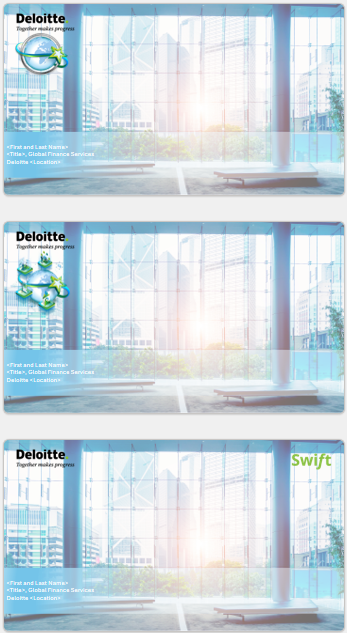 Deloitte
Together makes progress
<First and Last Name>
<Title>, Global Finance Services
Deloitte <Location>
Deloitte
Together makes progress
<First and Last Name>
<Title>, Global Finance Services
Deloitte <Location>
Deloitte
Together makes progress
Swift
<First and Last Name>
<Title>, Global Finance Services
Deloitte <Location>